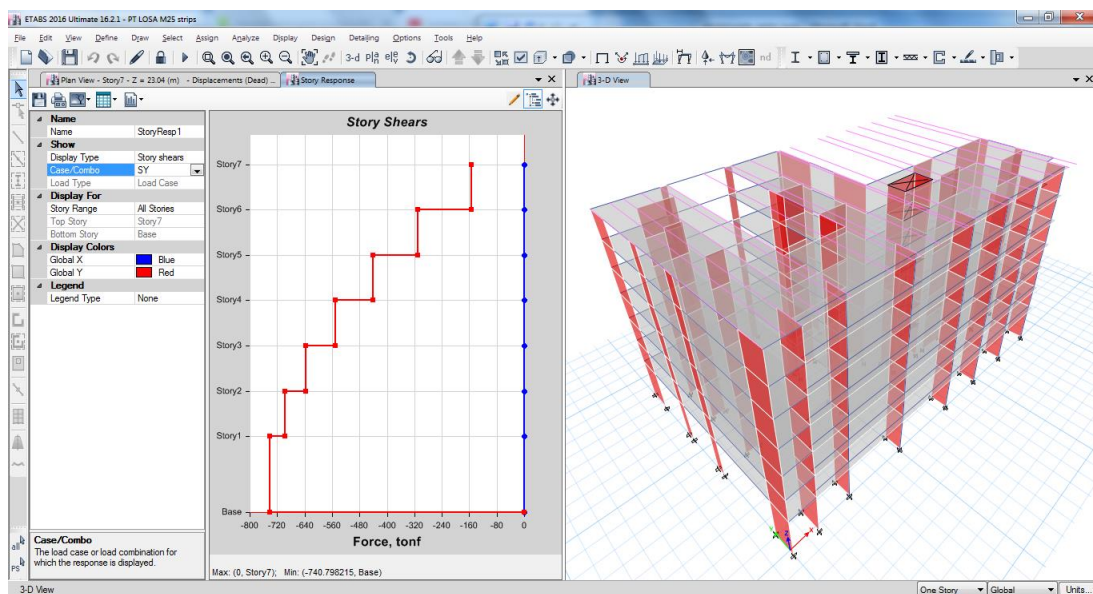 ETABS 2016 Ultimate 16.2.1 - PT LOSA M25 strips
File Edit View Define Draw Select Assign Analyze Display Design Detailing Options Tools Help
3-d pla n ele v nd
Plan View - Story7 - Z = 23.04 (m) - Displacements (Dead) ...
Story Response
3-D View
Name
Name StoryResp1
Show
Display Type Story shears
Case/Combo SY
Load Type Load Case
Display For
Story Range All Stories
Top Story Story7
Bottom Story Base
Display Colors
Global X Blue
Global Y Red
Legend
Legend Type None
Story Shears
Story7
Story6
Story5
Story4
Story3
Story2
Story1
Base
-800 -720 -640 -560 -480 -400 -320 -240 -160 -80 0
Force, tonf
all
PS
Case/Combo
The load case or load combination for
which the response is displayed.
Max: (0, Story7); Min: (-740.798215, Base)
X
Y
Z
3-D View
One Story Global Units...